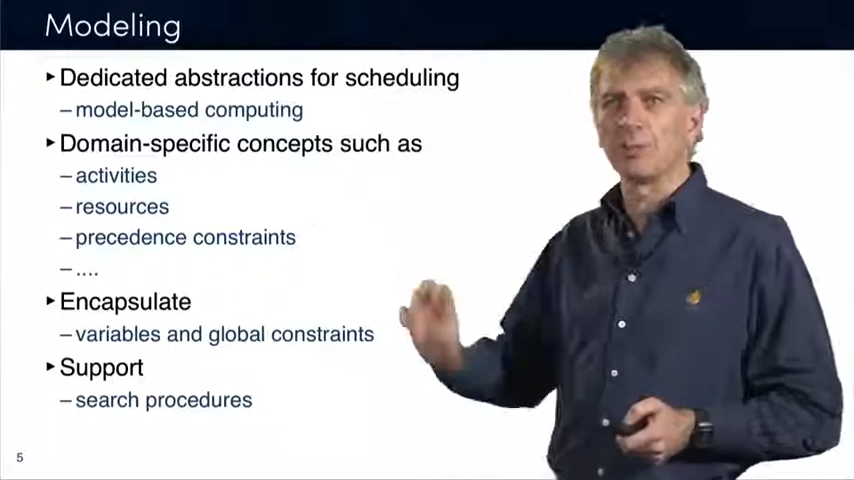 Modeling
▸Dedicated abstractions for scheduling
–model-based computing
▸Domain-specific concepts such as
–activities
–resources
–precedence constraints
–....
▸Encapsulate
–variables and global constraints
▸Support
–search procedures
5